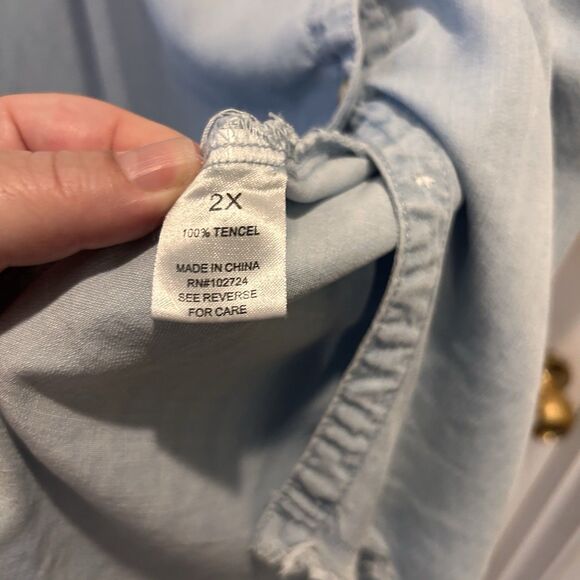 2X
100% TENCEL
MADE IN CHINA
RN#102724
SEE REVERSE
FOR CARE